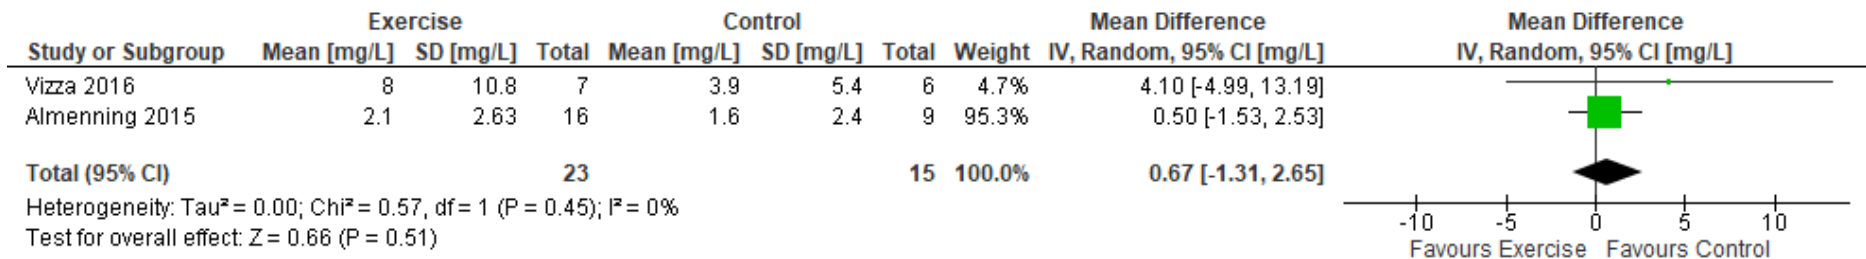 Exercise Control Mean Difference Mean Difference
Study or Subgroup Mean [mg/L] SD [mg/L] Total Mean [mg/L] SD [mg/L] Total Weight IV, Random, 95% CI [mg/L] IV, Random, 95% CI [mg/L]
Vizza 2016 8 10.8 7 3.9 5.4 6 4.7% 4.10 [-4.99, 13.19]
Almenning 2015 2.1 2.63 16 1.6 2.4 9 95.3% 0.50 [-1.53, 2.53]
Total (95% CI) 23 15 100.0% 0.67 [-1.31, 2.65]
Heterogeneity: Tau² = 0.00; Chi² = 0.57, df = 1 (P = 0.45); I² = 0%
Test for overall effect: Z = 0.66 (P = 0.51)
-10 -5 0 5 10
Favours Exercise Favours Control